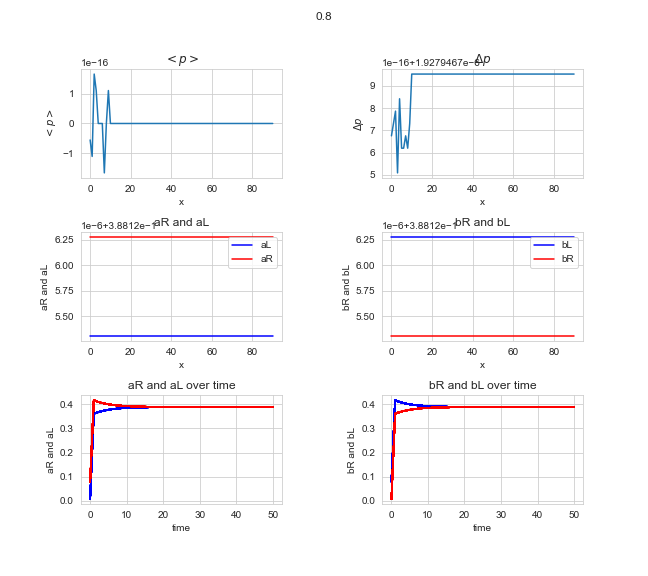 0.8
<p>
1e−16
<p>
1
0
−1
0 20 40 60 80
x
Δp
1e−16+1.9279467e−
Δp
9
8
7
6
5
0 20 40 60 80
x
aR and aL
1e−6+3.8812e−1
aR and aL
6.25
6.00
5.75
5.50
aL
aR
0 20 40 60 80
x
bR and bL
1e−6+3.8812e−1
bR and bL
6.25
6.00
5.75
5.50
bL
bR
0 20 40 60 80
x
aR and aL over time
aR and aL
0.4
0.3
0.2
0.1
0.0
0 10 20 30 40 50
time
bR and bL over time
bR and bL
0.4
0.3
0.2
0.1
0.0
0 10 20 30 40 50
time